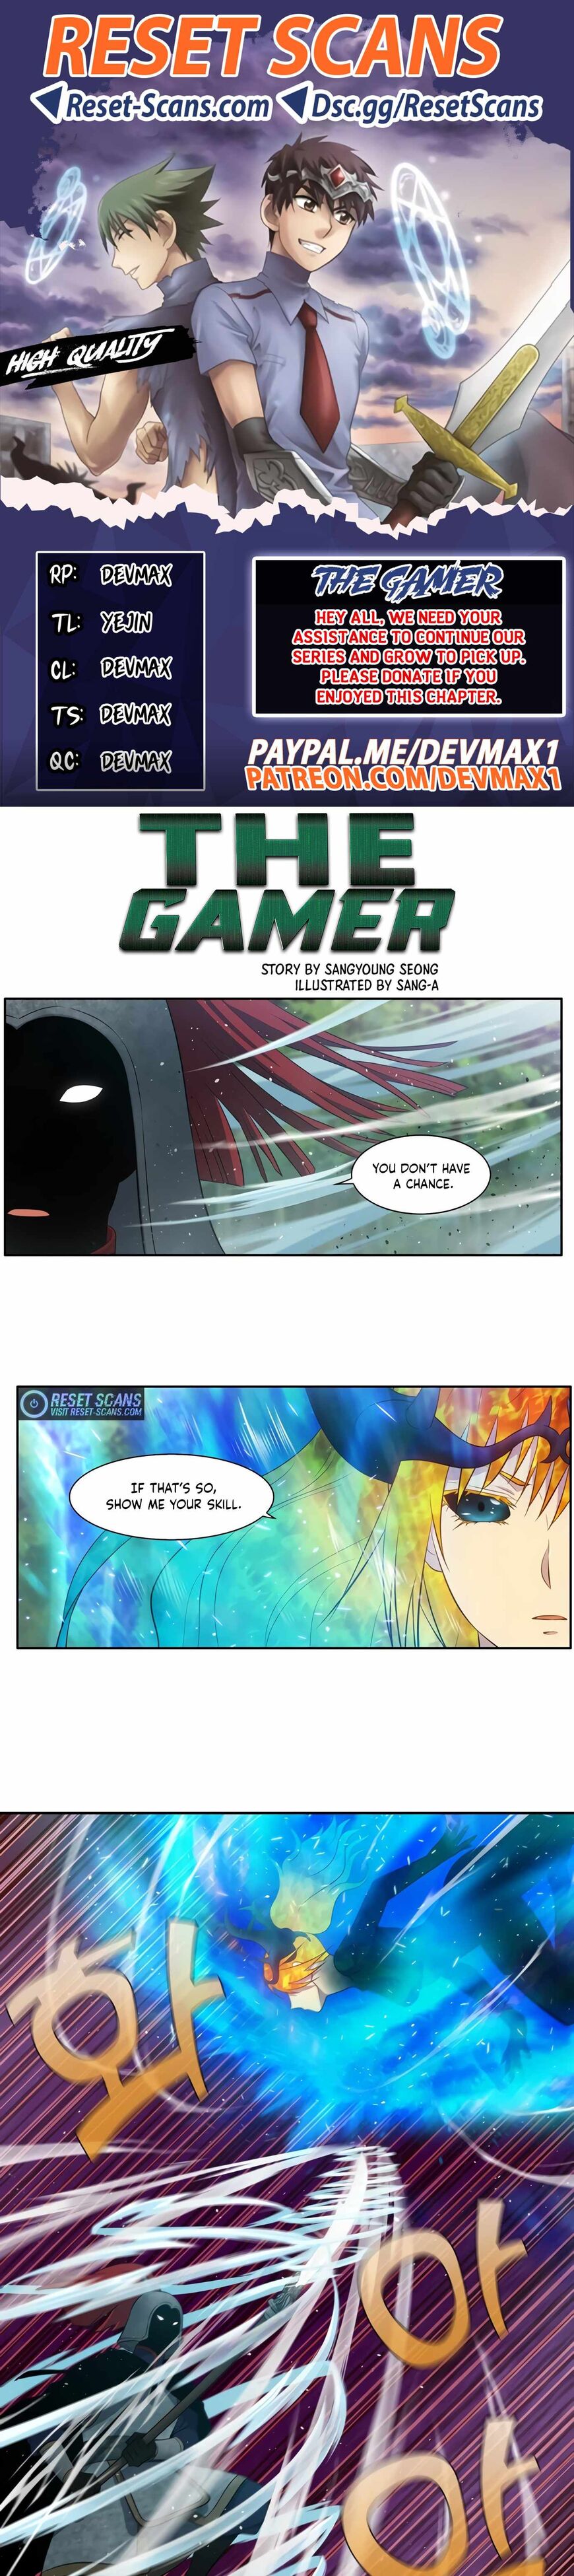 RESET SCANS
Reset-Scans.com Dsc.gg/ResetScans
HIGH QUALITY
RP: DEVMAX
TL: YEJIN
CL: DEVMAX
TS: DEVMAX
QC: DEVMAX
THE GAMER
HEY ALL, WE NEED YOUR
ASSISTANCE TO CONTINUE OUR
SERIES AND GROW TO PICK UP.
PLEASE DONATE IF YOU
ENJOYED THIS CHAPTER.
PAYPAL.ME/DEVMAX1
PATREON.COM/DEVMAX1
THE
GAMER
STORY BY SANGYOUNG SEONG
ILLUSTRATED BY SANG-A
YOU DON'T HAVE
A CHANCE.
RESET SCANS
VISIT RESET-SCANS.COM
IF THAT'S SO,
SHOW ME YOUR SKILL.
화
아
아